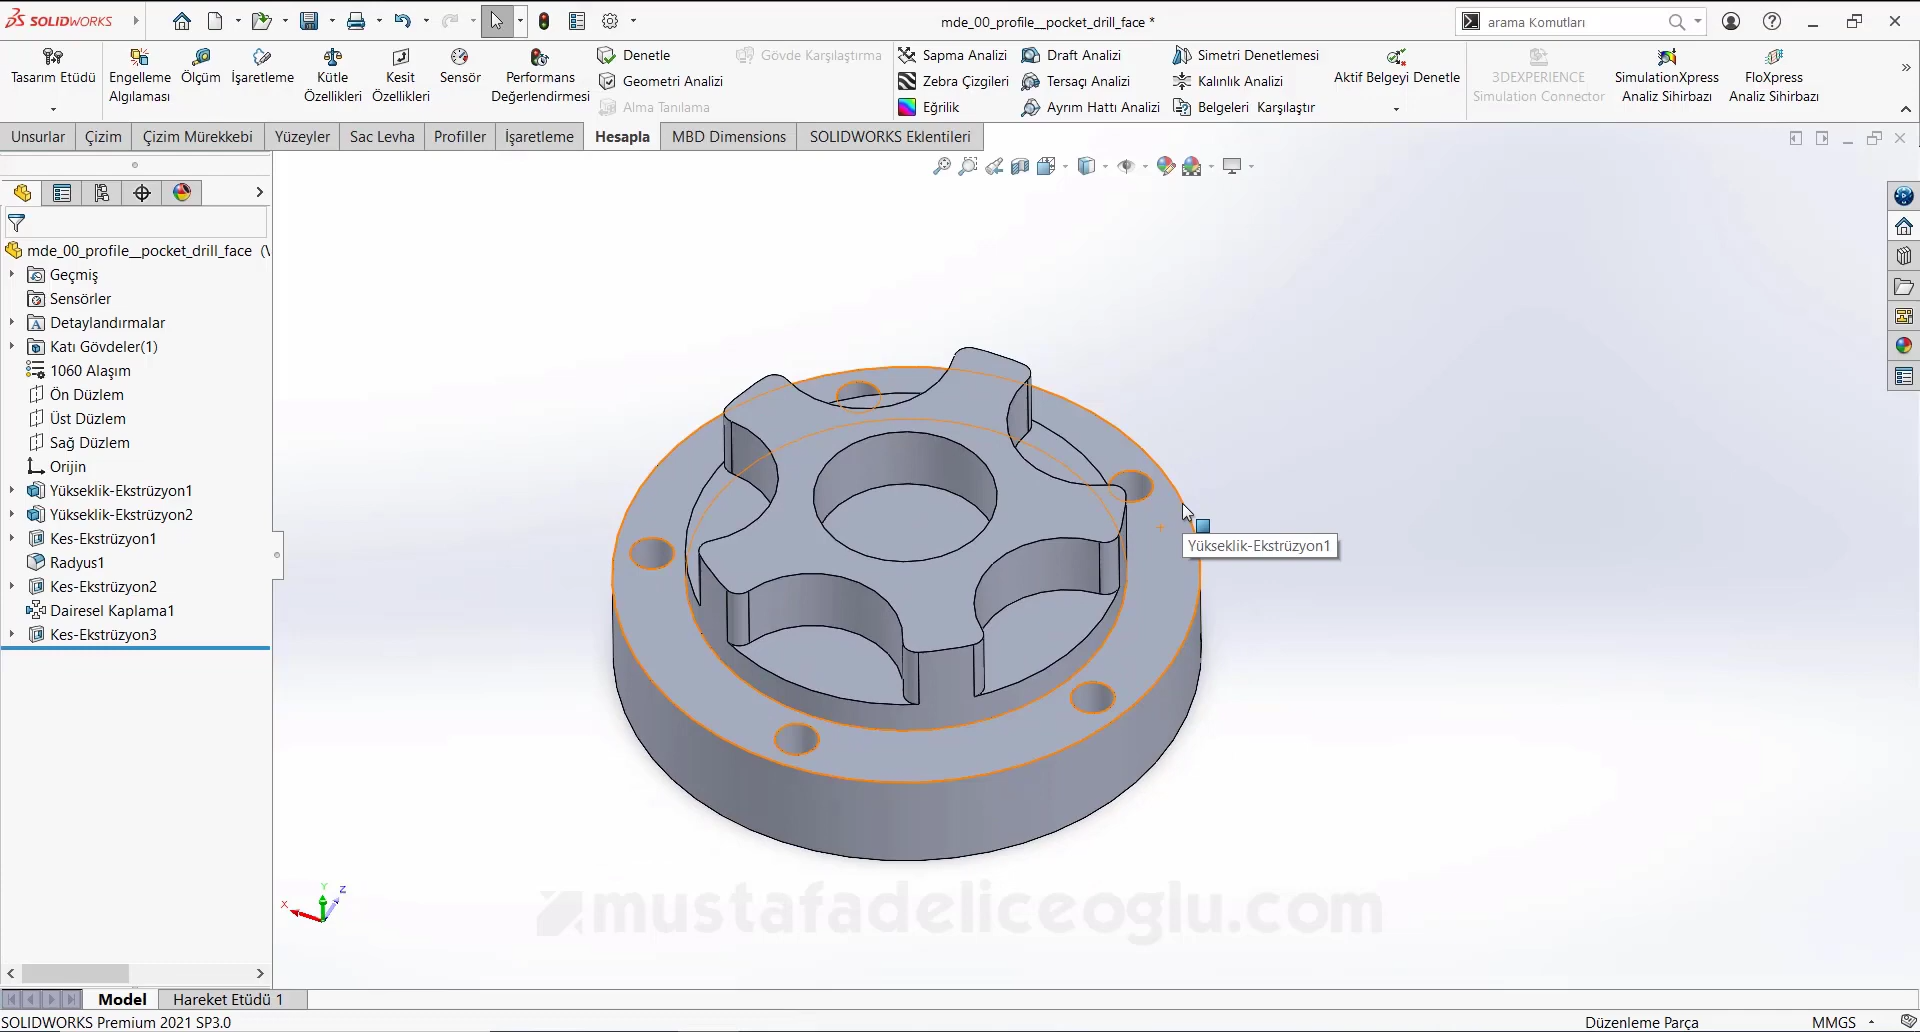 SOLIDWORKS
mde_00_profile__pocket_drill_face *
arama Komutları
Tasarım Etüdü
Engelleme
Algılaması
Ölçüm
İşaretleme
Kütle
Özellikleri
Kesit
Özellikleri
Sensör
Performans
Değerlendirmesi
Denetle
Geometri Analizi
Alma Tanılama
Gövde Karşılaştırma
Sapma Analizi
Zebra Çizgileri
Eğrilik
Draft Analizi
Tersaçı Analizi
Ayrım Hattı Analizi
Simetri Denetlemesi
Kalınlık Analizi
Belgeleri Karşılaştır
Aktif Belgeyi Denetle
3DEXPERIENCE
Simulation Connector
SimulationXpress
Analiz Sihirbazı
FloXpress
Analiz Sihirbazı
Unsurlar
Çizim
Çizim Mürekkebi
Yüzeyler
Sac Levha
Profiller
İşaretleme
Hesapla
MBD Dimensions
SOLIDWORKS Eklentileri
mde_00_profile__pocket_drill_face
Geçmiş
Sensörler
Detaylandırmalar
Katı Gövdeler(1)
1060 Alaşım
Ön Düzlem
Üst Düzlem
Sağ Düzlem
Orijin
Yükseklik-Ekstrüzyon1
Yükseklik-Ekstrüzyon2
Kes-Ekstrüzyon1
Radyus1
Kes-Ekstrüzyon2
Dairesel Kaplama1
Kes-Ekstrüzyon3
Yükseklik-Ekstrüzyon1
X
Y
Z
mustafadeliceoglu.com
Model
Hareket Etüdü 1
SOLIDWORKS Premium 2021 SP3.0
Düzenleme Parça
MMGS